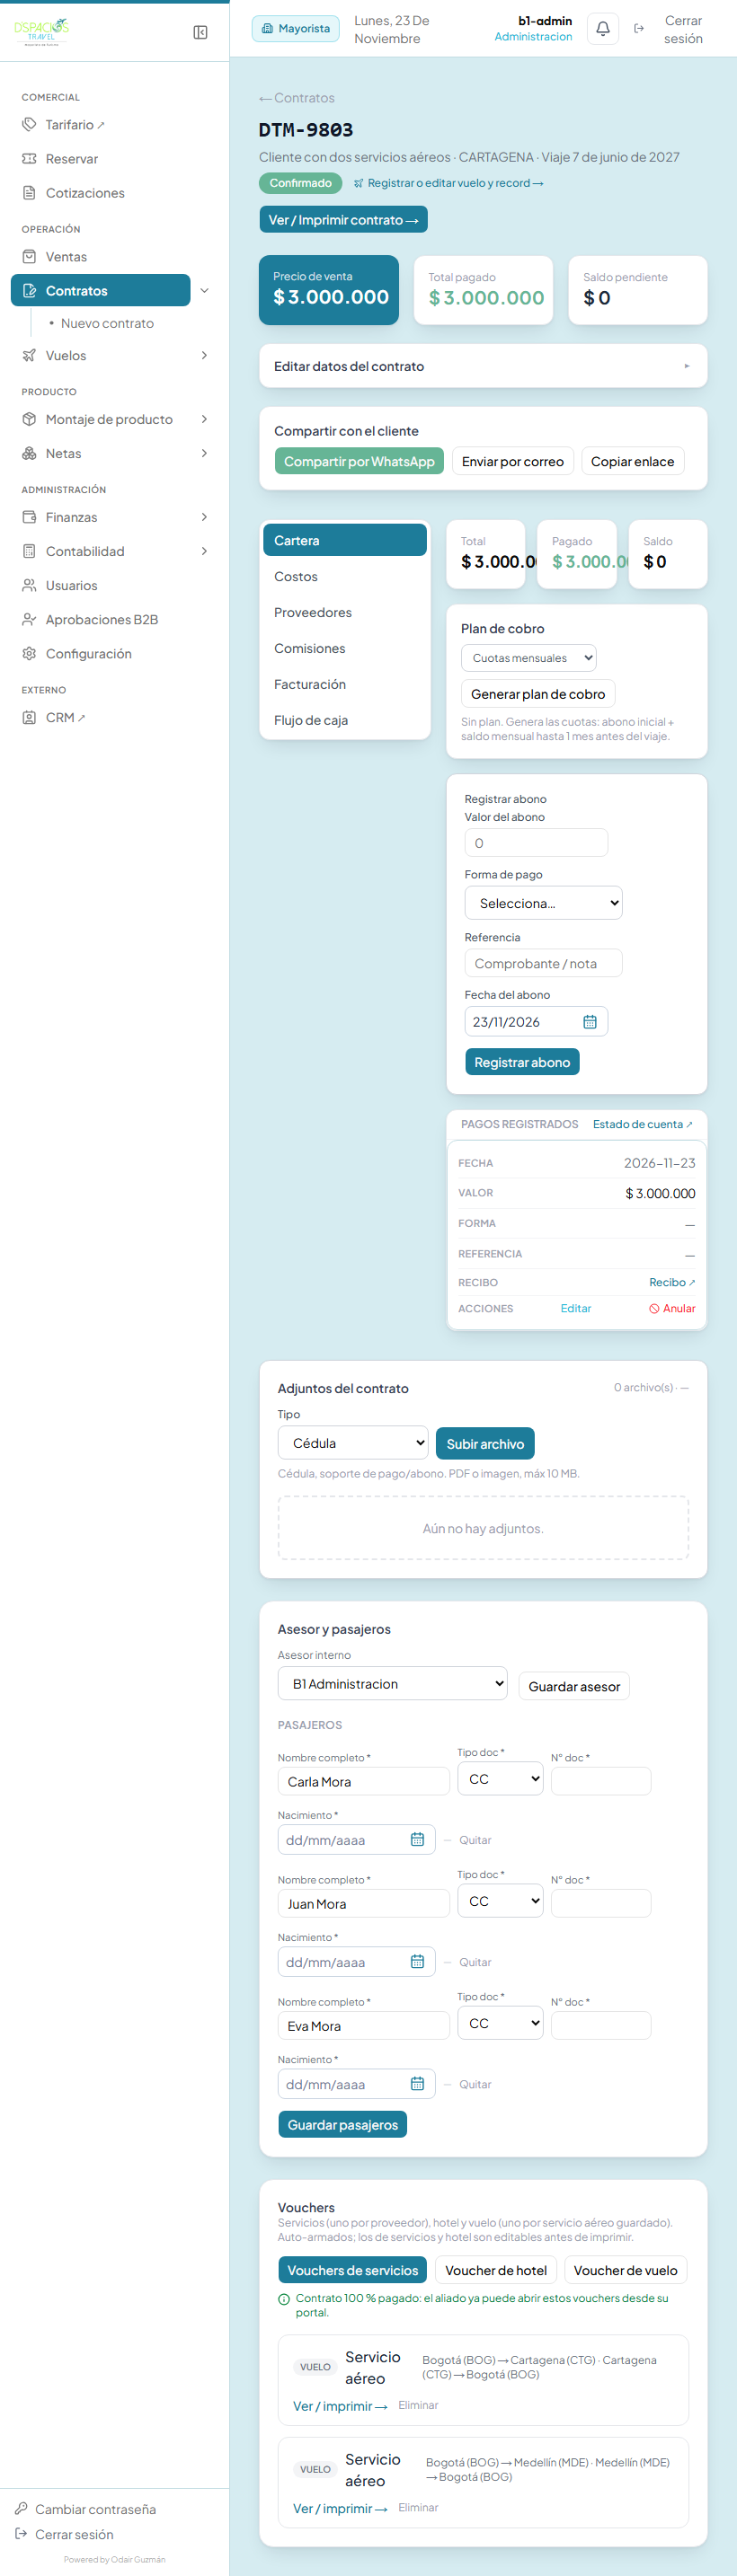 DSPACIOS
TRAVEL
COMERCIAL
Tarifario ↗
Reservar
Cotizaciones
OPERACIÓN
Ventas
Contratos
• Nuevo contrato
Vuelos
PRODUCTO
Montaje de producto
Netas
ADMINISTRACIÓN
Finanzas
Contabilidad
Usuarios
Aprobaciones B2B
Configuración
EXTERNO
CRM ↗
Cambiar contraseña
Cerrar sesión
Powered by Odair Guzmán
Mayorista
Lunes, 23 De
Noviembre
b1-admin
Administracion
Cerrar
sesión
← Contratos
DTM-9803
Cliente con dos servicios aéreos · CARTAGENA · Viaje 7 de junio de 2027
Confirmado
Registrar o editar vuelo y record →
Ver / Imprimir contrato →
Precio de venta
$ 3.000.000
Total pagado
$ 3.000.000
Saldo pendiente
$ 0
Editar datos del contrato
Compartir con el cliente
Compartir por WhatsApp
Enviar por correo
Copiar enlace
Cartera
Costos
Proveedores
Comisiones
Facturación
Flujo de caja
Total
$ 3.000.0
Pagado
$ 3.000.0
Saldo
$ 0
Plan de cobro
Cuotas mensuales
Generar plan de cobro
Sin plan. Genera las cuotas: abono inicial +
saldo mensual hasta 1 mes antes del viaje.
Registrar abono
Valor del abono
0
Forma de pago
Selecciona...
Referencia
Comprobante / nota
Fecha del abono
23/11/2026
Registrar abono
PAGOS REGISTRADOS
Estado de cuenta ↗
FECHA 2026-11-23
VALOR $ 3.000.000
FORMA —
REFERENCIA —
RECIBO Recibo ↗
ACCIONES Editar Anular
Adjuntos del contrato
0 archivo(s) · —
Tipo
Cédula
Subir archivo
Cédula, soporte de pago/abono. PDF o imagen, máx 10 MB.
Aún no hay adjuntos.
Asesor y pasajeros
Asesor interno
B1 Administracion
Guardar asesor
PASAJEROS
Nombre completo * Tipo doc * N° doc *
Carla Mora CC
Nacimiento *
dd/mm/aaaa — Quitar
Nombre completo * Tipo doc * N° doc *
Juan Mora CC
Nacimiento *
dd/mm/aaaa — Quitar
Nombre completo * Tipo doc * N° doc *
Eva Mora CC
Nacimiento *
dd/mm/aaaa — Quitar
Guardar pasajeros
Vouchers
Servicios (uno por proveedor), hotel y vuelo (uno por servicio aéreo guardado).
Auto-armados; los de servicios y hotel son editables antes de imprimir.
Vouchers de servicios
Voucher de hotel
Voucher de vuelo
Contrato 100 % pagado: el aliado ya puede abrir estos vouchers desde su
portal.
VUELO
Servicio
aéreo
Bogotá (BOG) → Cartagena (CTG) · Cartagena
(CTG) → Bogotá (BOG)
Ver / imprimir → Eliminar
VUELO
Servicio
aéreo
Bogotá (BOG) → Medellín (MDE) · Medellín (MDE)
→ Bogotá (BOG)
Ver / imprimir → Eliminar